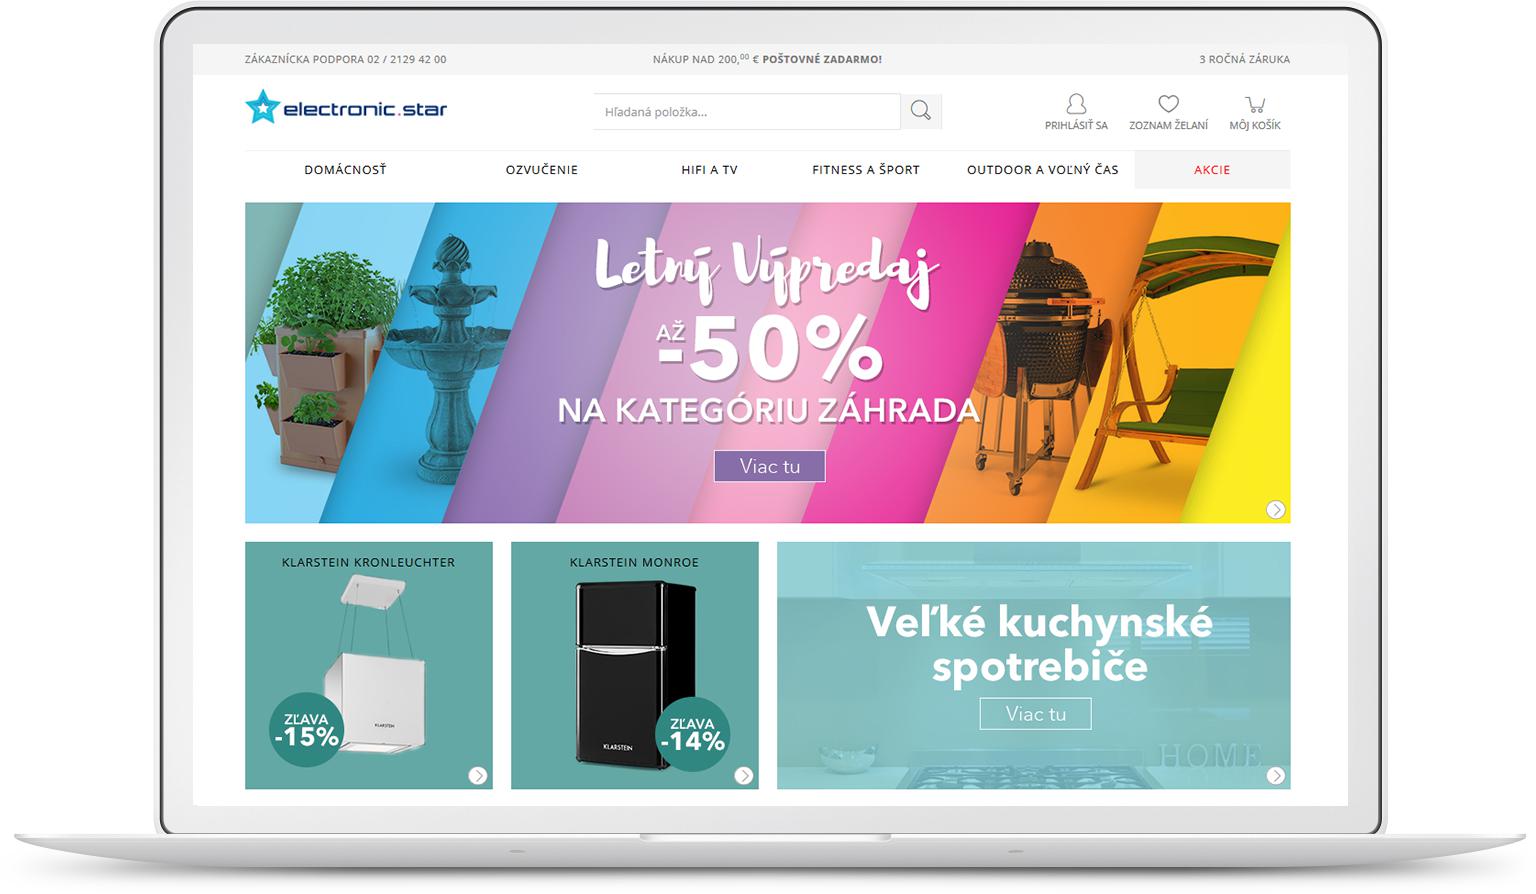 ZÁKAZNÍCKA PODPORA 02 / 2129 42 00
NÁKUP NAD 200,⁰⁰ € POŠTOVNÉ ZADARMO!
3 ROČNÁ ZÁRUKA
electronic.star
Hľadaná položka...
PRIHLÁSIŤ SA
ZOZNAM ŽELANÍ
MÔJ KOŠÍK
DOMÁCNOSŤ
OZVUČENIE
HIFI A TV
FITNESS A ŠPORT
OUTDOOR A VOĽNÝ ČAS
AKCIE
Letný Výpredaj
AŽ
-50%
NA KATEGÓRIU ZÁHRADA
Viac tu
KLARSTEIN KRONLEUCHTER
KLARSTEIN
ZĽAVA
-15%
KLARSTEIN MONROE
KLARSTEIN
ZĽAVA
-14%
Veľké kuchynské
spotrebiče
Viac tu
HOME